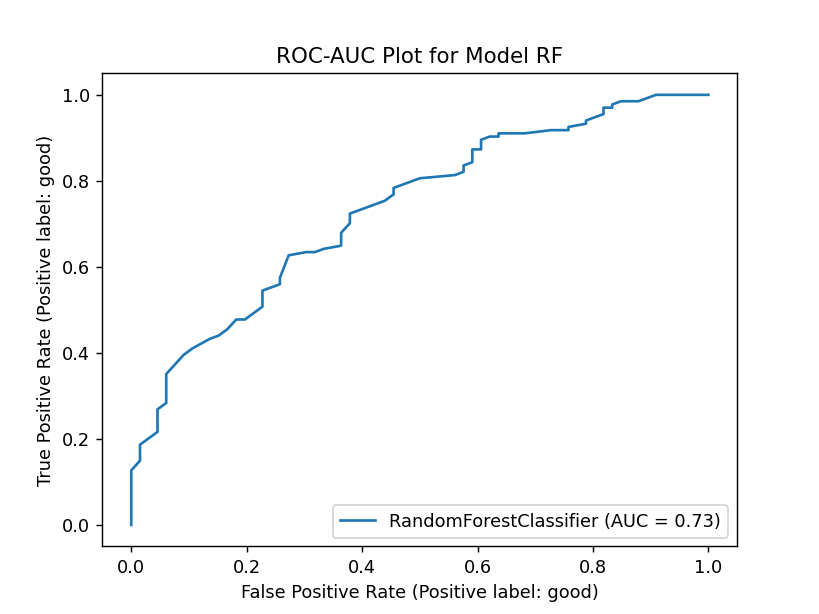 ROC-AUC Plot for Model RF
True Positive Rate (Positive label: good)
1.0
0.8
0.6
0.4
0.2
0.0
RandomForestClassifier (AUC = 0.73)
0.0 0.2 0.4 0.6 0.8 1.0
False Positive Rate (Positive label: good)